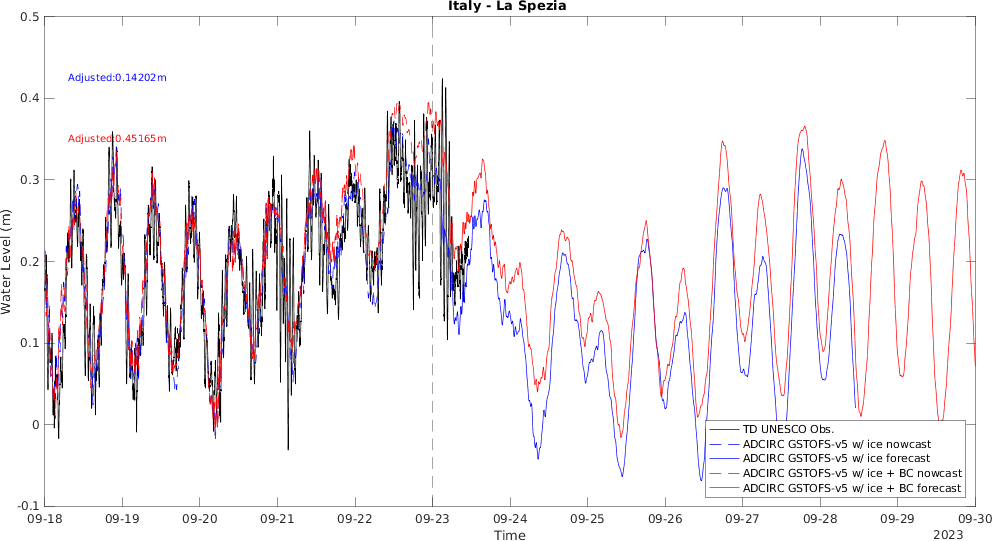 Italy - La Spezia
0.5
0.4
0.3
0.2
0.1
0
-0.1
Water Level (m)
Adjusted:0.14202m
Adjusted:0.45165m
TD UNESCO Obs.
ADCIRC GSTOFS-v5 w/ ice nowcast
ADCIRC GSTOFS-v5 w/ ice forecast
ADCIRC GSTOFS-v5 w/ ice + BC nowcast
ADCIRC GSTOFS-v5 w/ ice + BC forecast
09-18 09-19 09-20 09-21 09-22 09-23 09-24 09-25 09-26 09-27 09-28 09-29 09-30
Time
2023